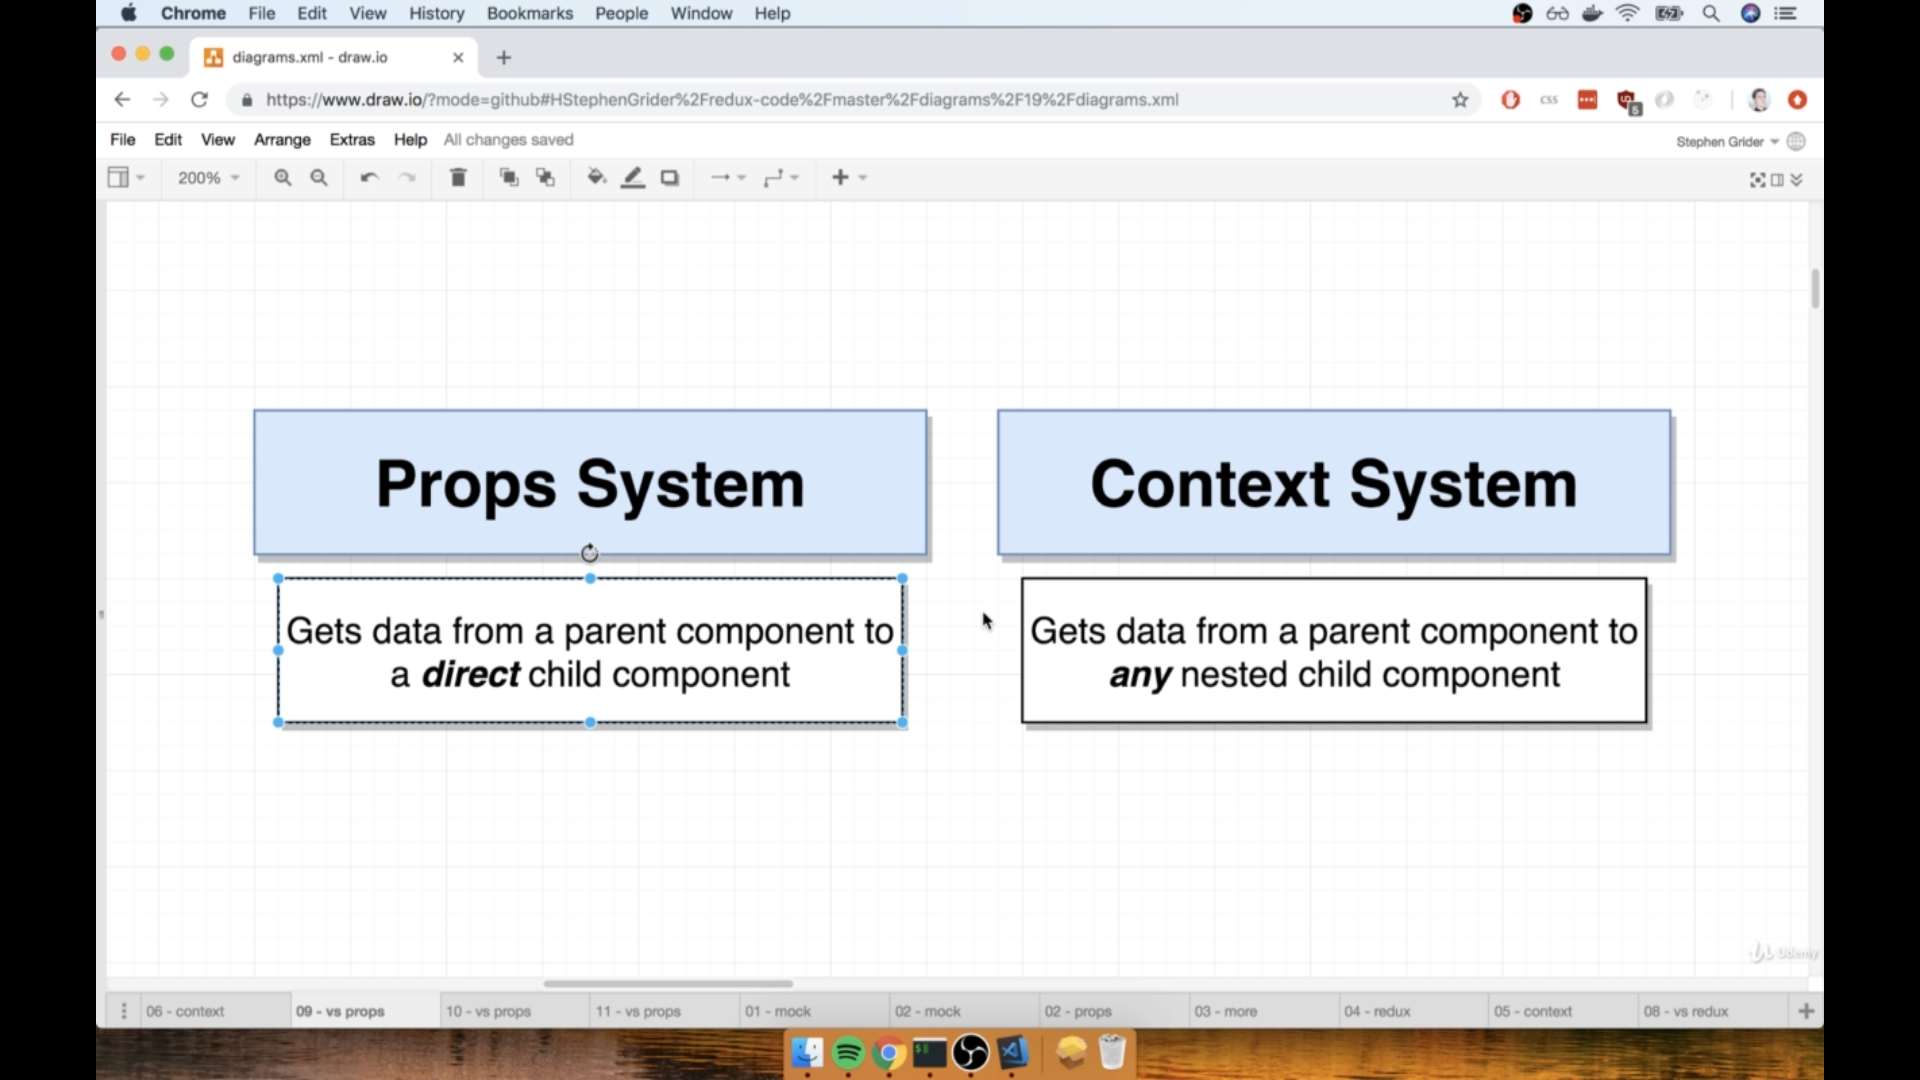 Chrome File Edit View History Bookmarks People Window Help
diagrams.xml - draw.io
https://www.draw.io/?mode=github#HStephenGrider%2Fredux-code%2Fmaster%2Fdiagrams%2F19%2Fdiagrams.xml
CSS
5
File Edit View Arrange Extras Help All changes saved
Stephen Grider
200%
Props System
Context System
Gets data from a parent component to
a direct child component
Gets data from a parent component to
any nested child component
Udemy
06 - context
09 - vs props
10 - vs props
11 - vs props
01 - mock
02 - mock
02 - props
03 - more
04 - redux
05 - context
08 - vs redux